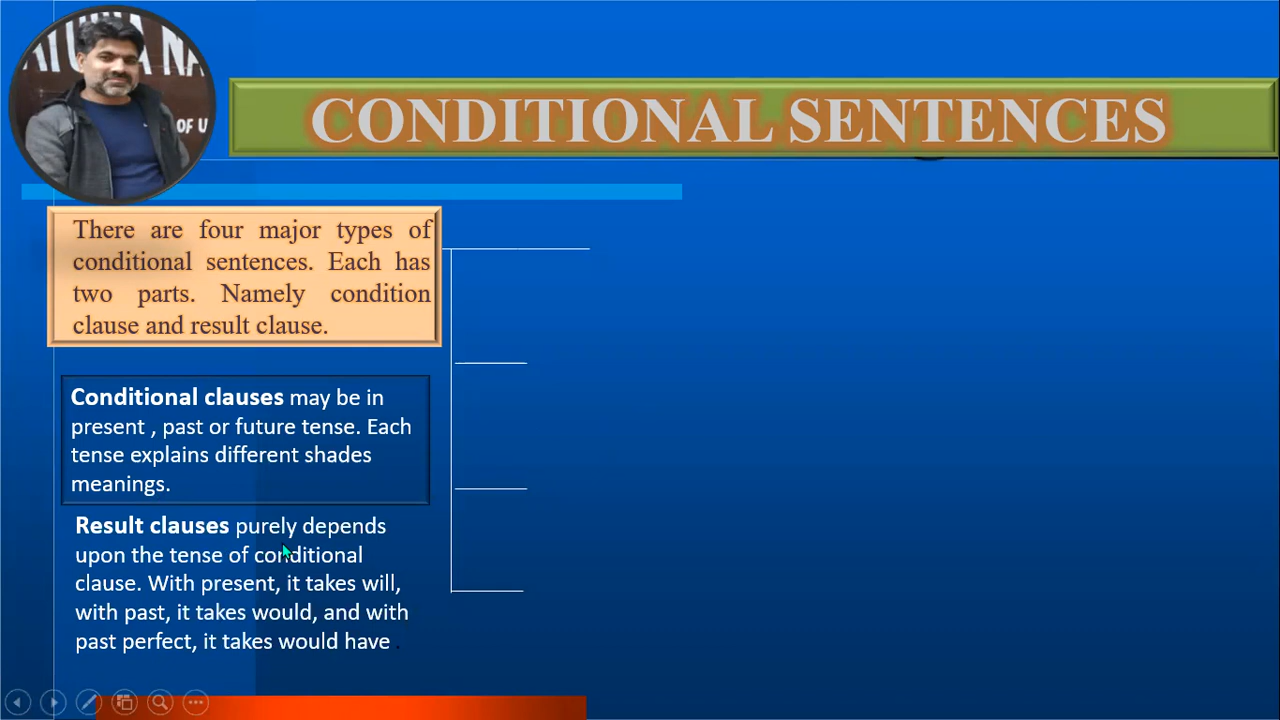 CONDITIONAL SENTENCES
There are four major types of
conditional sentences. Each has
two parts. Namely condition
clause and result clause.
Conditional clauses may be in
present , past or future tense. Each
tense explains different shades
meanings.
Result clauses purely depends
upon the tense of conditional
clause. With present, it takes will,
with past, it takes would, and with
past perfect, it takes would have .
OF U